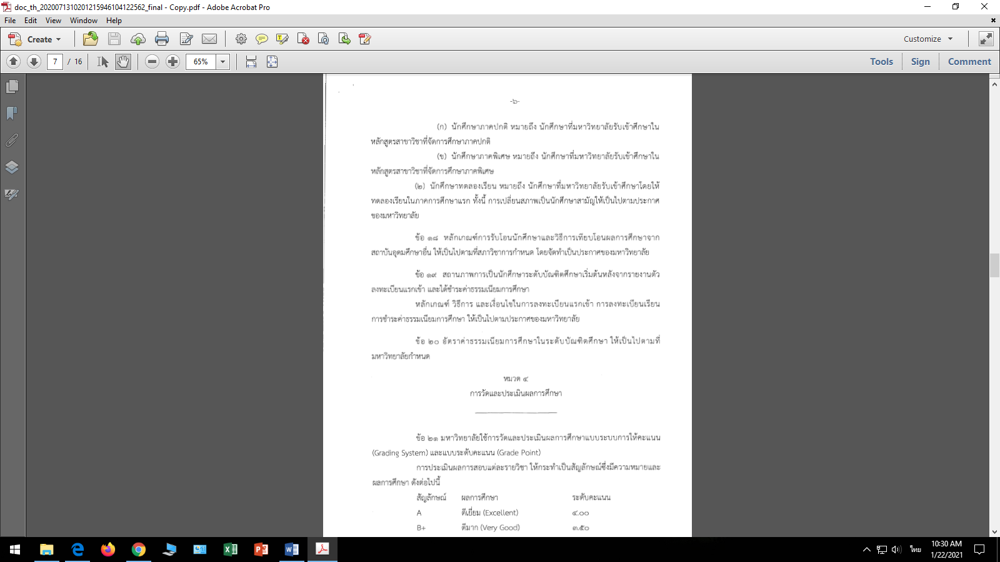 doc_th_2020071310201215946104122562_final - Copy.pdf - Adobe Acrobat Pro
File Edit View Window Help
Create Customize
7 / 16 65% Tools Sign Comment
-๖-
(ก) นักศึกษาภาคปกติ หมายถึง นักศึกษาที่มหาวิทยาลัยรับเข้าศึกษาใน
หลักสูตรสาขาวิชาที่จัดการศึกษาภาคปกติ
(ข) นักศึกษาภาคพิเศษ หมายถึง นักศึกษาที่มหาวิทยาลัยรับเข้าศึกษาใน
หลักสูตรสาขาวิชาที่จัดการศึกษาภาคพิเศษ
(๒) นักศึกษาทดลองเรียน หมายถึง นักศึกษาที่มหาวิทยาลัยรับเข้าศึกษาโดยให้
ทดลองเรียนในภาคการศึกษาแรก ทั้งนี้ การเปลี่ยนสภาพเป็นนักศึกษาสามัญให้เป็นไปตามประกาศ
ของมหาวิทยาลัย
ข้อ ๑๘ หลักเกณฑ์การรับโอนนักศึกษาและวิธีการเทียบโอนผลการศึกษาจาก
สถาบันอุดมศึกษาอื่น ให้เป็นไปตามที่สภาวิชาการกำหนด โดยจัดทำเป็นประกาศของมหาวิทยาลัย
ข้อ ๑๙ สถานภาพการเป็นนักศึกษาระดับบัณฑิตศึกษาเริ่มต้นหลังจากรายงานตัว
ลงทะเบียนแรกเข้า และได้ชำระค่าธรรมเนียมการศึกษา
หลักเกณฑ์ วิธีการ และเงื่อนไขในการลงทะเบียนแรกเข้า การลงทะเบียนเรียน
การชำระค่าธรรมเนียมการศึกษา ให้เป็นไปตามประกาศของมหาวิทยาลัย
ข้อ ๒๐ อัตราค่าธรรมเนียมการศึกษาในระดับบัณฑิตศึกษา ให้เป็นไปตามที่
มหาวิทยาลัยกำหนด
หมวด ๔
การวัดและประเมินผลการศึกษา
ข้อ ๒๑ มหาวิทยาลัยใช้การวัดและประเมินผลการศึกษาแบบระบบการให้คะแนน
(Grading System) และแบบระดับคะแนน (Grade Point)
การประเมินผลการสอบแต่ละรายวิชา ให้กระทำเป็นสัญลักษณ์ซึ่งมีความหมายและ
ผลการศึกษา ดังต่อไปนี้
สัญลักษณ์ ผลการศึกษา ระดับคะแนน
A ดีเยี่ยม (Excellent) ๔.๐๐
B+ ดีมาก (Very Good) ๓.๕๐
ไทย 10:30 AM
1/22/2021